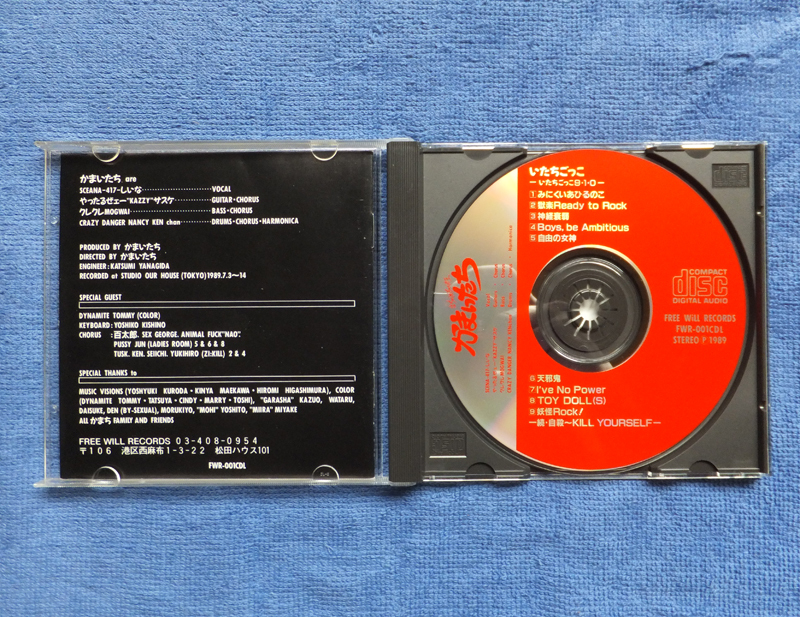 かまいたち are
SCEANA-417-しいな・・・・・・・・・・・・・・・・・・・・・・VOCAL
やったるぜェー"KAZZY"サスケ・・・・・・・・・・・・GUITAR・CHORUS
クレクレMOGWAI・・・・・・・・・・・・・・・・・・・・・・BASS・CHORUS
CRAZY DANGER NANCY KEN chan・・・・・・・・・・・・DRUMS・CHORUS・HARMONICA
PRODUCED BY かまいたち
DIRECTED BY かまいたち
ENGINEER:KATSUMI YANAGIDA
RECORDED at STUDIO OUR HOUSE (TOKYO)1989.7.3〜14
SPECIAL GUEST
DYNAMITE TOMMY (COLOR)
KEYBOARD: YOSHIKO KISHINO
CHORUS :百太郎. SEX GEORGE. ANIMAL FUCK"NAO".
PUSSY JUN (LADIES ROOM) 5 & 6 & 8
TUSK. KEN. SEIICHI. YUKIHIRO (ZI:KILL) 2 & 4
SPECIAL THANKS to
MUSIC VISIONS (YOSHYUKI KURODA・KINYA MAEKAWA・HIROMI HIGASHIMURA), COLOR
(DYNAMITE TOMMY・TATSUYA・CINDY・MARRY・TOSHI), "GARASHA" KAZUO, WATARU,
DAISUKE, DEN (BY-SEXUAL), MORUKIYO, "MOHI" YOSHITO, "MIIRA" MIYAKE
ALL かまち FAMILY AND FRIENDS
FREE WILL RECORDS 03-408-0954
〒106 港区西麻布1-3-22 松田ハウス101
FWR-001CDL
いたちごっこ
ーいたちごっこ9・1・0ー
1 みにくいあひるのこ
2 獣楽Ready to Rock
3 神経衰弱
4 Boys, be Ambitious
5 自由の女神
かまいたち
COMPACT
disc
DIGITAL AUDIO
FREE WiLL RECORDS
FWR-001CDL
STEREO Ⓟ 1989
6 天邪鬼
7 I've No Power
8 TOY DOLL(S)
9 妖怪Rock!
ー続・自殺〜KILL YOURSELFー